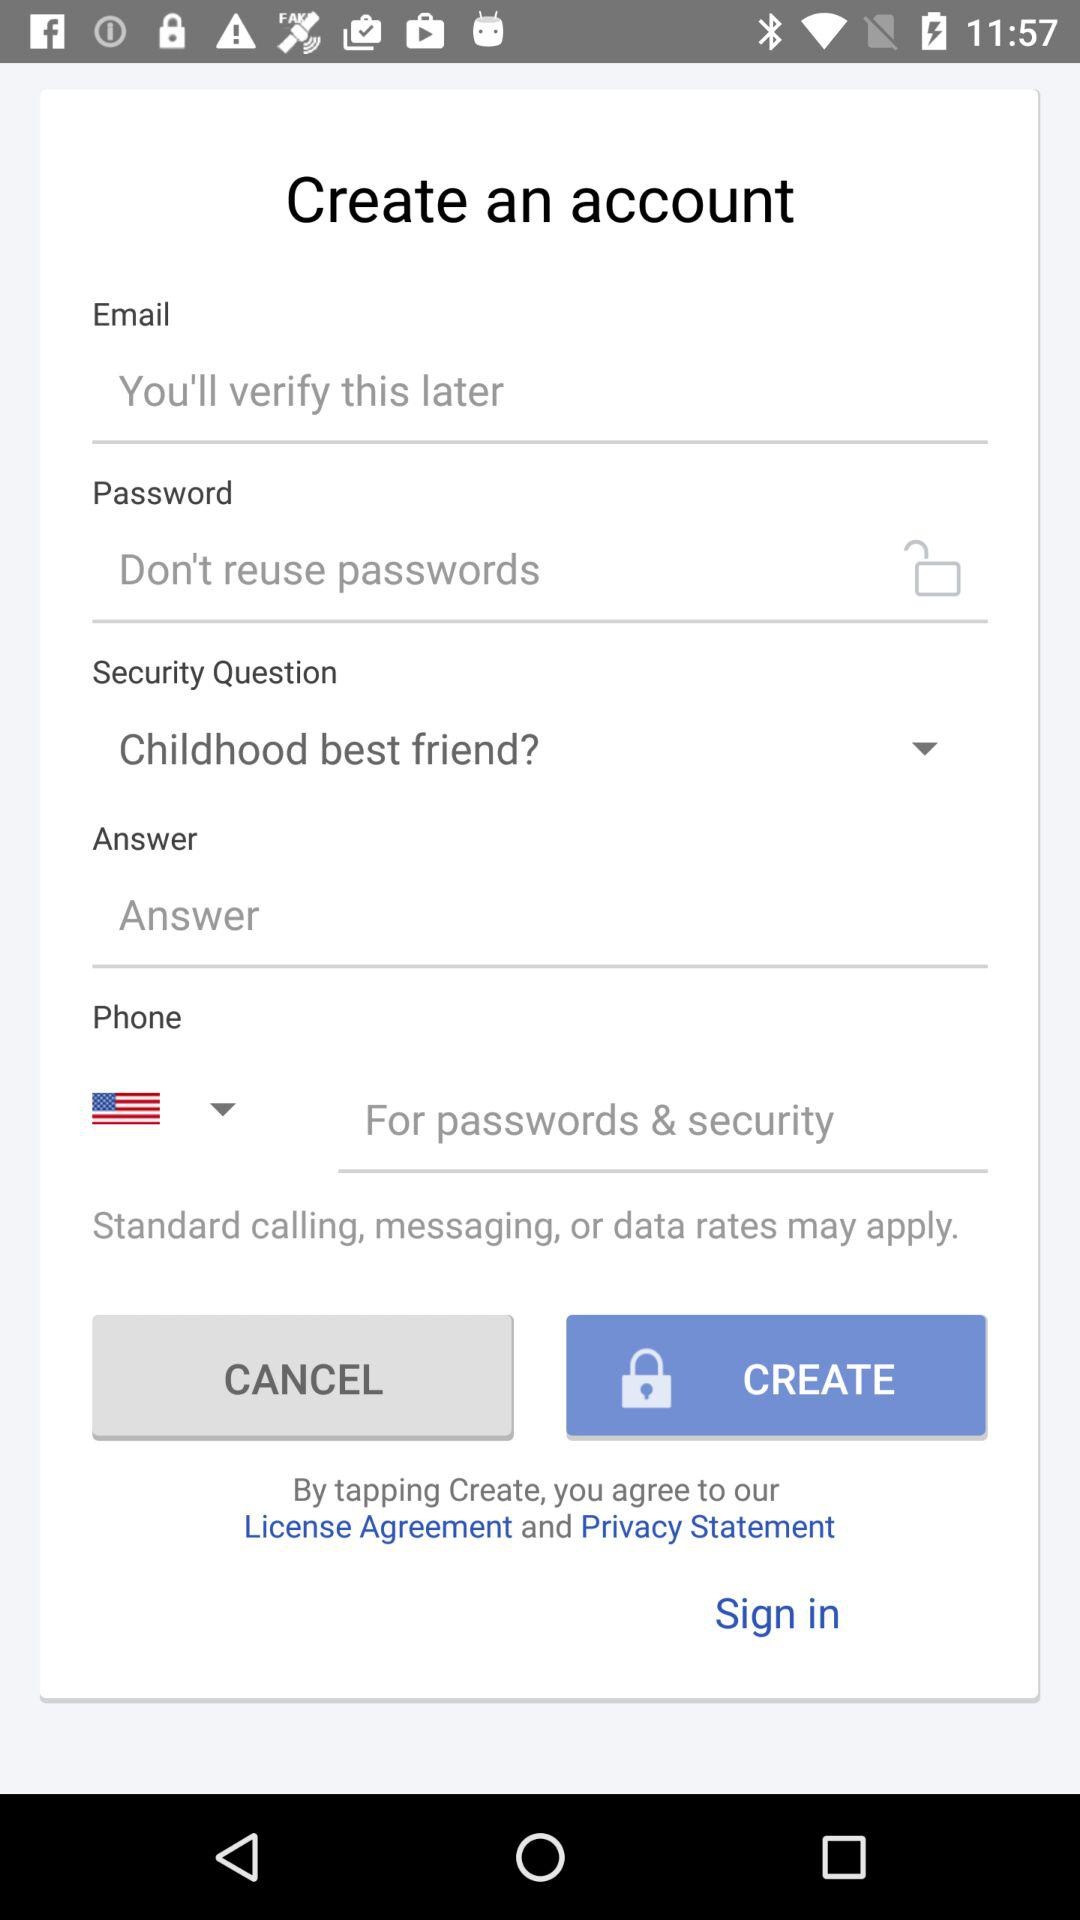 FAKE
11:57
Create an account
Email
You'll verify this later
Password
Don't reuse passwords
Security Question
Childhood best friend?
Answer
Answer
Phone
For passwords & security
Standard calling, messaging, or data rates may apply.
CANCEL
CREATE
By tapping Create, you agree to our
License Agreement and Privacy Statement
Sign in